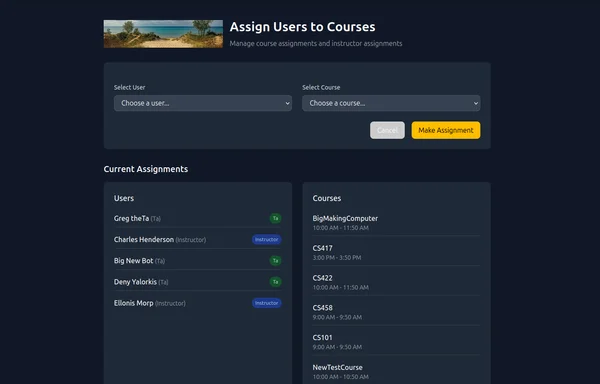 Assign Users to Courses
Manage course assignments and instructor assignments
Select User
Select Course
Choose a user...
Choose a course...
Cancel
Make Assignment
Current Assignments
Users
Greg theTa (Ta)
Ta
Charles Henderson (Instructor)
Instructor
Big New Bot (Ta)
Ta
Deny Yalorkis (Ta)
Ta
Ellonis Morp (Instructor)
Instructor
Courses
BigMakingComputer
10:00 AM - 11:50 AM
CS417
3:00 PM - 3:50 PM
CS422
10:00 AM - 11:50 AM
CS458
9:00 AM - 9:50 AM
CS101
9:00 AM - 9:50 AM
NewTestCourse
10:00 AM - 10:50 AM